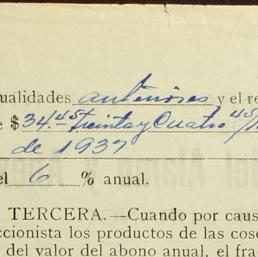 ualidades anteriores y el re
e $34.45 Treinta y Cuatro 45/
de 1937
el 6 % anual.
TERCERA.—Cuando por caus
ccionista los productos de las cose
del valor del abono anual, el fra